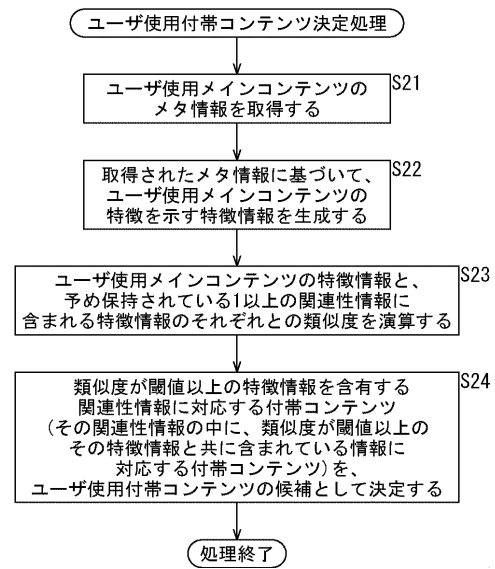 ユーザ使用付帯コンテンツ決定処理
S21
ユーザ使用メインコンテンツの
メタ情報を取得する
S22
取得されたメタ情報に基づいて、
ユーザ使用メインコンテンツの
特徴を示す特徴情報を生成する
S23
ユーザ使用メインコンテンツの特徴情報と、
予め保持されている1以上の関連性情報に
含まれる特徴情報のそれぞれとの類似度を演算する
S24
類似度が閾値以上の特徴情報を含有する
関連性情報に対応する付帯コンテンツ
(その関連性情報の中に、類似度が閾値以上の
その特徴情報と共に含まれている情報に
対応する付帯コンテンツ)を、
ユーザ使用付帯コンテンツの候補として決定する
処理終了